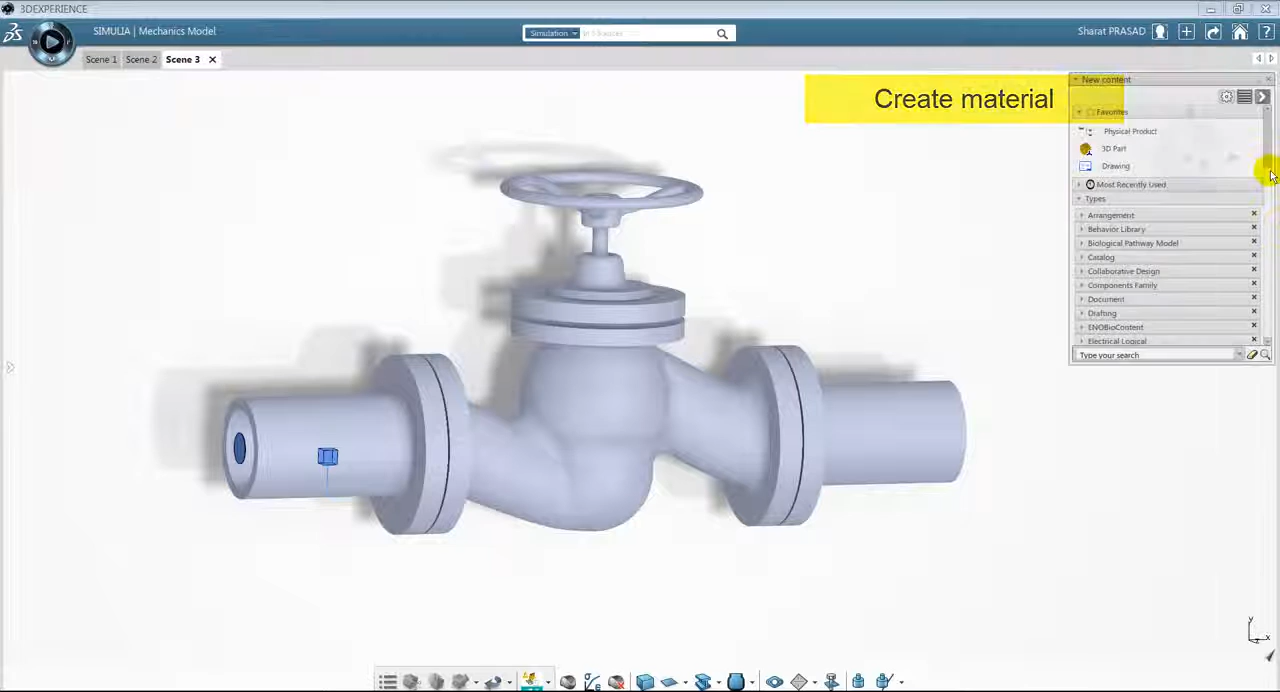 3DEXPERIENCE
SIMULIA | Mechanics Model
Simulation
Sharat PRASAD
Scene 1
Scene 2
Scene 3
Create material
New content
Favorites
Physical Product
3D Part
Drawing
Most Recently Used
Types
Arrangement
Behavior Library
Biological Pathway Model
Catalog
Collaborative Design
Components Family
Document
Drafting
ENOBioContent
Electrical Logical
Type your search
y
x
z